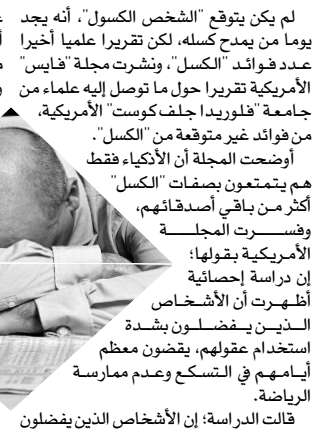 لم يكن يتوقع "الشخص الكسول"، أنه يجد
يوما من يمدح كسله، لكن تقريرا علميا أخيرا
عدد فوائد "الكسل"، ونشرت مجلة "فايس"
الأمريكية تقريرا حول ما توصل إليه علماء من
جامعة "فلوريدا جلف كوست" الأمريكية،
من فوائد غير متوقعة من "الكسل".
أوضحت المجلة أن الأذكياء فقط
هم يتمتعون بصفات "الكسل"
أكثر من باقي أصدقائهم،
وفسرت المجلة
الأمريكية بقولها؛
إن دراسة إحصائية
أظهرت أن الأشخاص
الذين يفضلون بشدة
استخدام عقولهم، يقضون معظم
أيامهم في التسكع وعدم ممارسة
الرياضة.
قالت الدراسة؛ إن الأشخاص الذين يفضلون